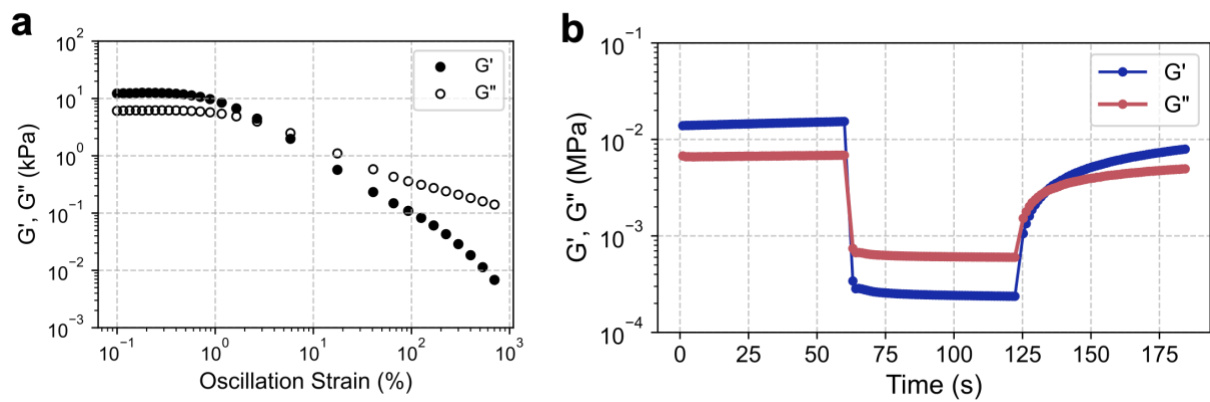 a
10²
10¹
10⁰
10⁻¹
10⁻²
10⁻³
G', G" (kPa)
G'
G"
10⁻¹ 10⁰ 10¹ 10² 10³
Oscillation Strain (%)
b
10⁻¹
10⁻²
10⁻³
10⁻⁴
G', G" (MPa)
G'
G"
0 25 50 75 100 125 150 175
Time (s)